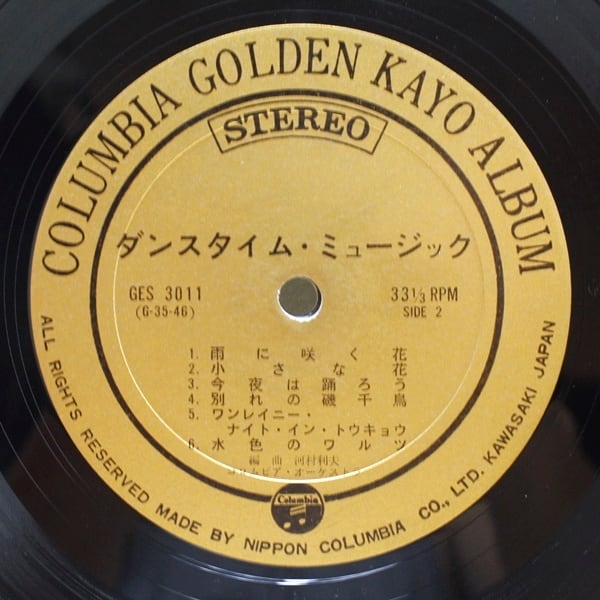 COLUMBIA GOLDEN KAYO ALBUM
STEREO
ダンスタイム・ミュージック
GES 3011
(G-35-46)
33 1/3 RPM
SIDE 2
1. 雨に咲く花
2. 小さな花
3. 今夜は踊ろう
4. 別れの磯千鳥
5. ワンレイニー・
ナイト・イン・トウキョウ
6. 水色のワルツ
編曲 河村利夫
コロムビア・オーケストラ
Columbia
ALL RIGHTS RESERVED MADE BY NIPPON COLUMBIA CO., LTD. KAWASAKI JAPAN